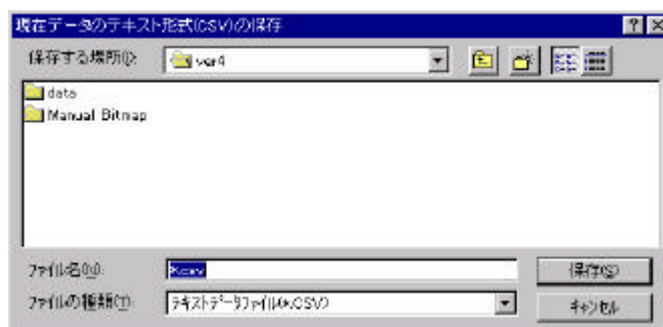 現在データのテキスト形式(CSV)の保存
保存する場所(I): ver4
data
Manual Bitmap
ファイル名(N): *.csv 保存(S)
ファイルの種類(T): テキストデータファイル(*.CSV) キャンセル